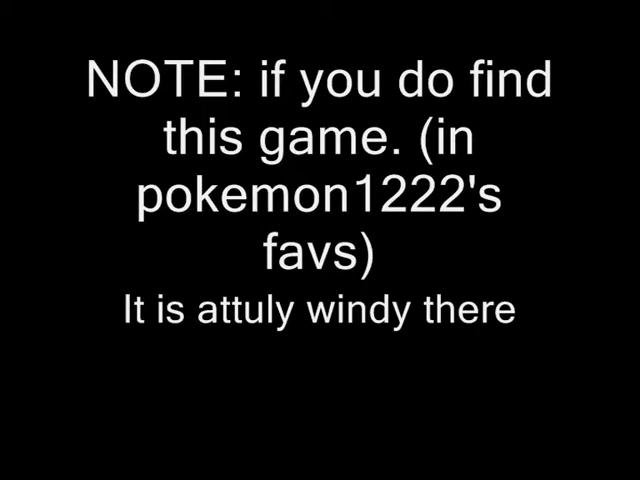 NOTE: if you do find
this game. (in
pokemon1222's
favs)
It is attuly windy there